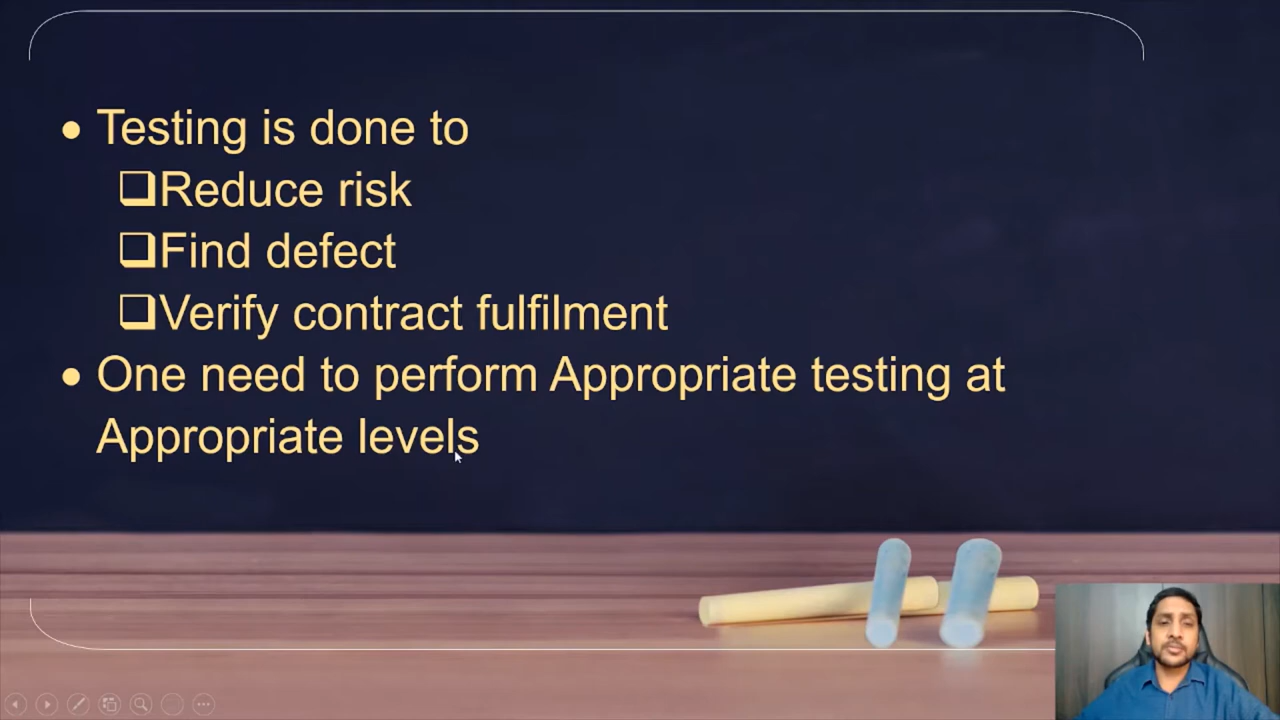 Testing is done to
Reduce risk
Find defect
Verify contract fulfilment
One need to perform Appropriate testing at
Appropriate levels